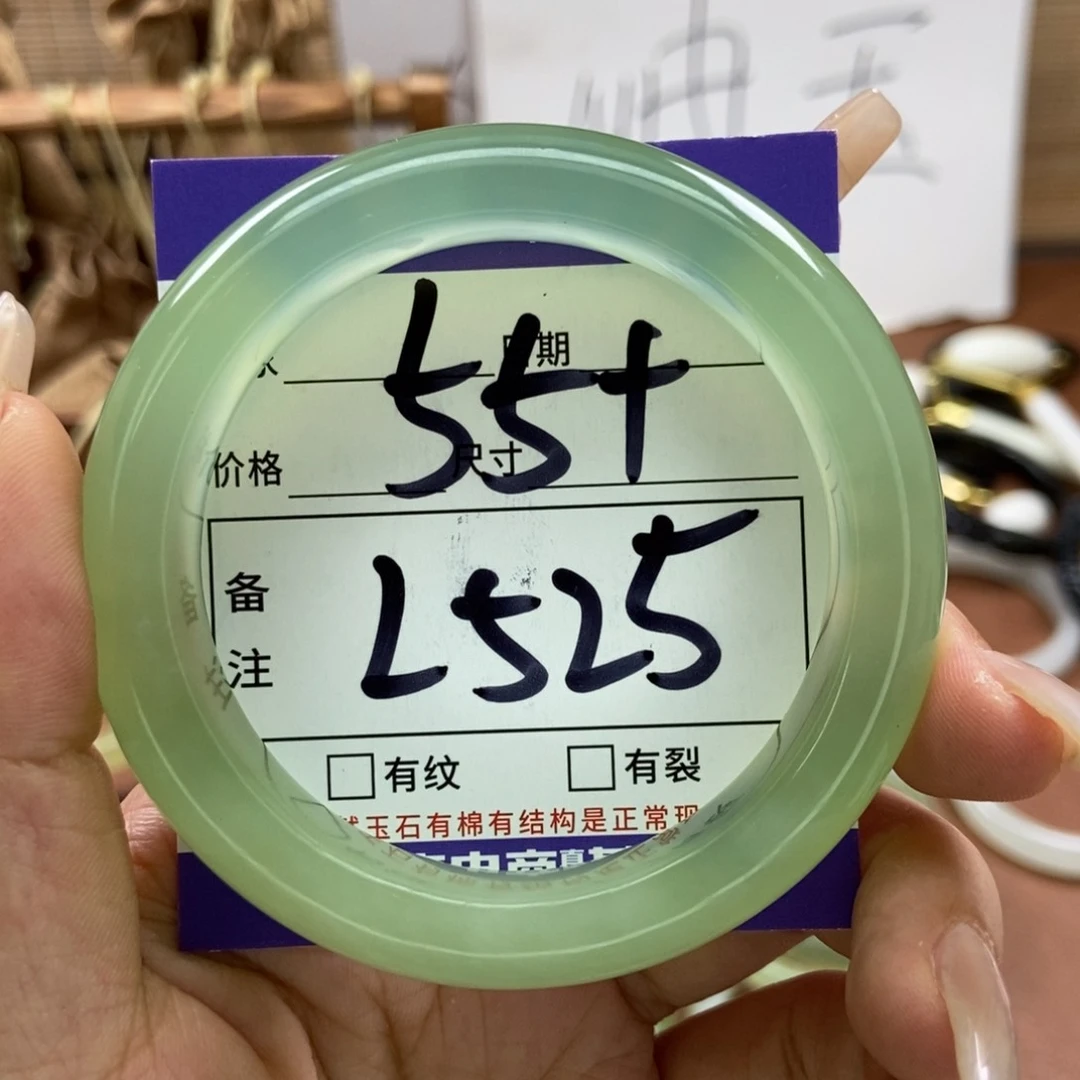 期
55+
价格 尺寸
备注
L525
有纹 有裂
玉石有棉有结构是正常现